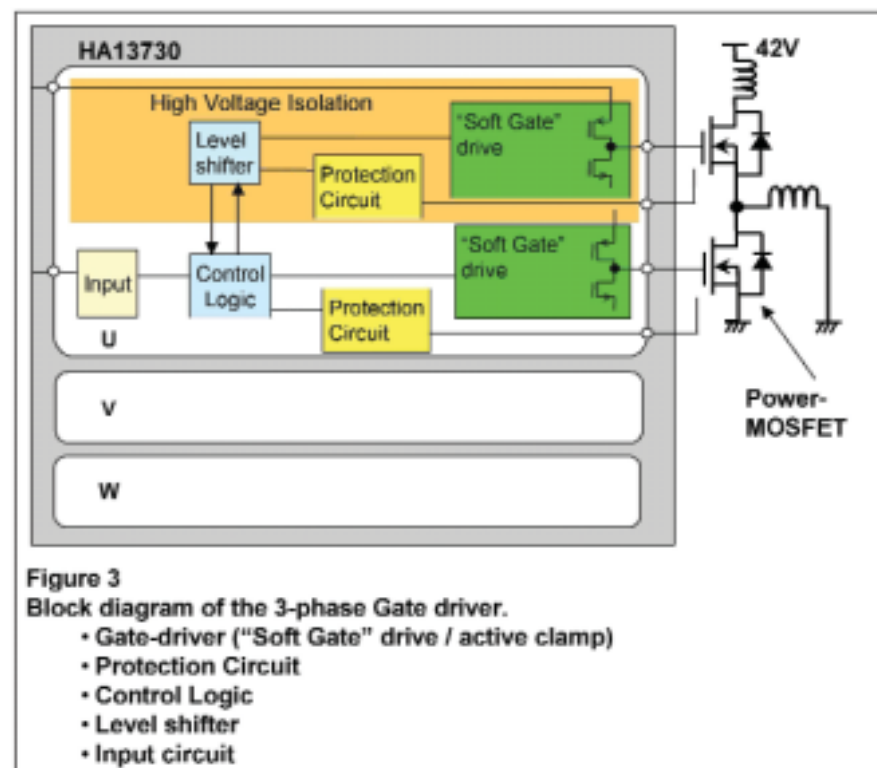 HA13730
42V
High Voltage Isolation
"Soft Gate"
drive
Level
shifter
Protection
Circuit
"Soft Gate"
drive
Input
Control
Logic
Protection
Circuit
U
Power-
MOSFET
V
W
Figure 3
Block diagram of the 3-phase Gate driver.
• Gate-driver ("Soft Gate" drive / active clamp)
• Protection Circuit
• Control Logic
• Level shifter
• Input circuit